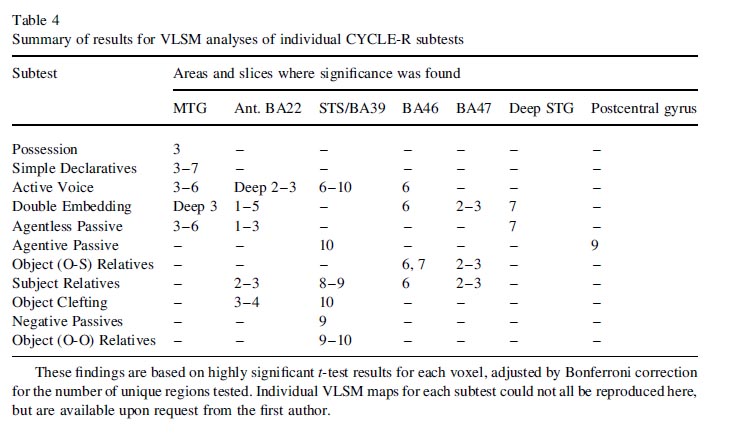 Table 4
Summary of results for VLSM analyses of individual CYCLE-R subtests
Subtest Areas and slices where significance was found
MTG Ant. BA22 STS/BA39 BA46 BA47 Deep STG Postcentral gyrus
Possession 3 – – – – – –
Simple Declaratives 3–7 – – – – – –
Active Voice 3–6 Deep 2–3 6–10 6 – – –
Double Embedding Deep 3 1–5 – 6 2–3 7 –
Agentless Passive 3–6 1–3 – – – 7 –
Agentive Passive – – 10 – – – 9
Object (O-S) Relatives – – – 6, 7 2–3 – –
Subject Relatives – 2–3 8–9 6 2–3 – –
Object Clefting – 3–4 10 – – – –
Negative Passives – – 9 – – – –
Object (O-O) Relatives – – 9–10 – – – –
These findings are based on highly significant t-test results for each voxel, adjusted by Bonferroni correction
for the number of unique regions tested. Individual VLSM maps for each subtest could not all be reproduced here,
but are available upon request from the first author.